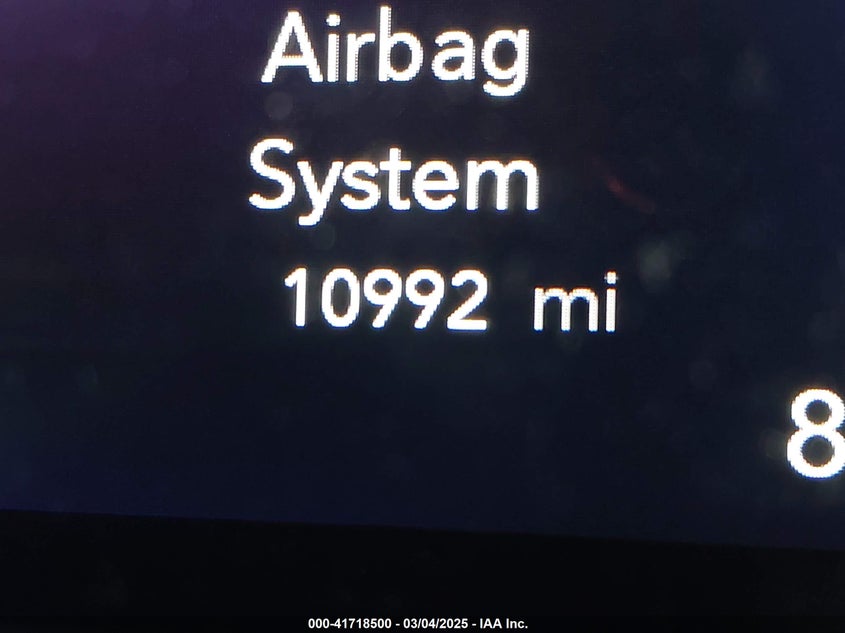 Airbag
System
10992 mi
8
000-41718500 - 03/04/2025 - IAA Inc.